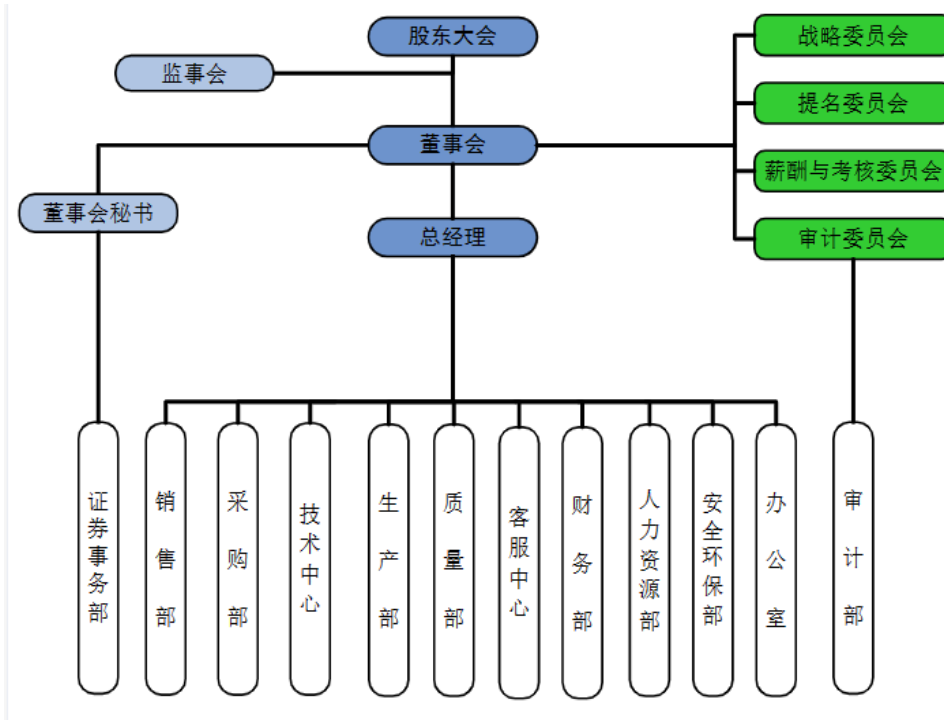 股东大会
战略委员会
监事会
提名委员会
董事会
薪酬与考核委员会
董事会秘书
总经理
审计委员会
证券事务部
销售部
采购部
技术中心
生产部
质量部
客服中心
财务部
人力资源部
安全环保部
办公室
审计部